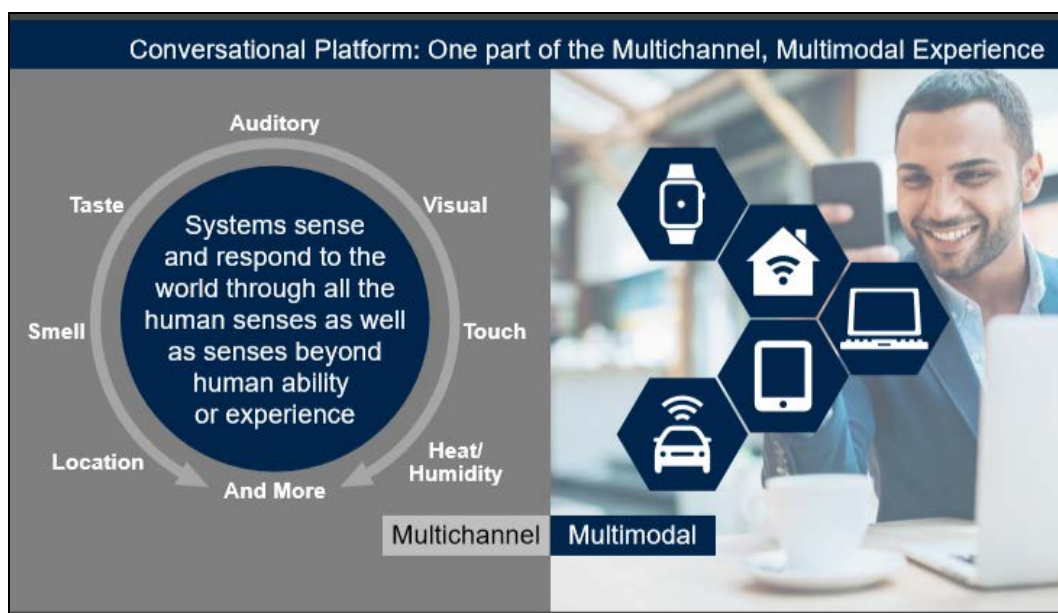 Conversational Platform: One part of the Multichannel, Multimodal Experience
Auditory
Taste
Visual
Systems sense
and respond to the
world through all the
human senses as well
as senses beyond
human ability
or experience
Smell
Touch
Location
Heat/
Humidity
And More
Multichannel
Multimodal